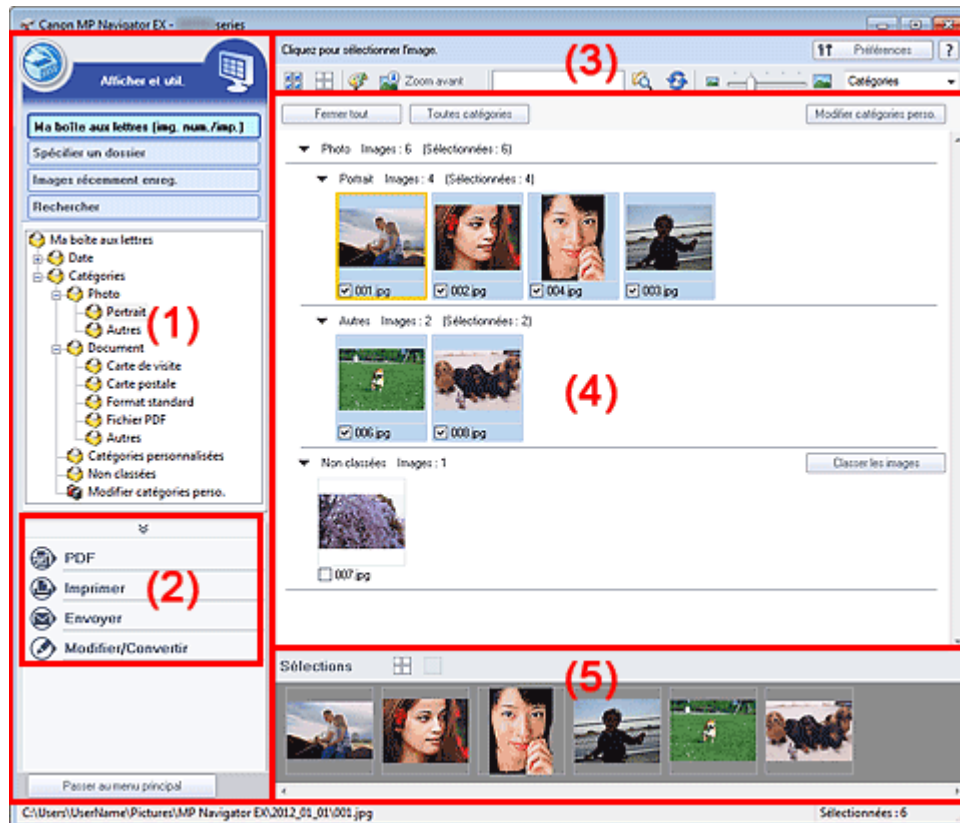 Canon MP Navigator EX - series
Afficher et util.
Ma boîte aux lettres (img. num./imp.)
Spécifier un dossier
Images récemment enreg.
Rechercher
Ma boîte aux lettres
Date
Catégories
Photo
Portrait
Autres
Document
Carte de visite
Carte postale
Format standard
Fichier PDF
Autres
Catégories personnalisées
Non classées
Modifier catégories perso.
(1)
PDF
Imprimer
Envoyer
Modifier/Convertir
(2)
Passer au menu principal
Cliquez pour sélectionner l'image.
Préférences ?
Zoom avant
Catégories
(3)
Fermer tout Toutes catégories Modifier catégories perso.
Photo Images : 6 (Sélectionnées : 6)
Portrait Images : 4 (Sélectionnées : 4)
001.jpg 002.jpg 004.jpg 003.jpg
Autres Images : 2 (Sélectionnées : 2)
006.jpg 008.jpg
(4)
Non classées Images : 1 Classer les images
007.jpg
Sélections
(5)
C:\Users\UserName\Pictures\MP Navigator EX\2012_01_01\001.jpg Sélectionnées : 6